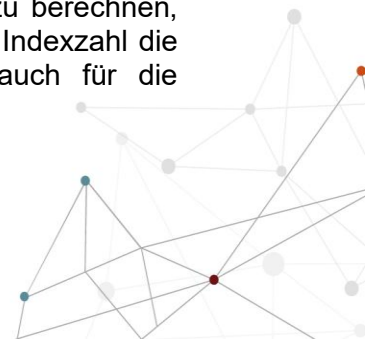 zu berechnen,
Indexzahl die
auch für die